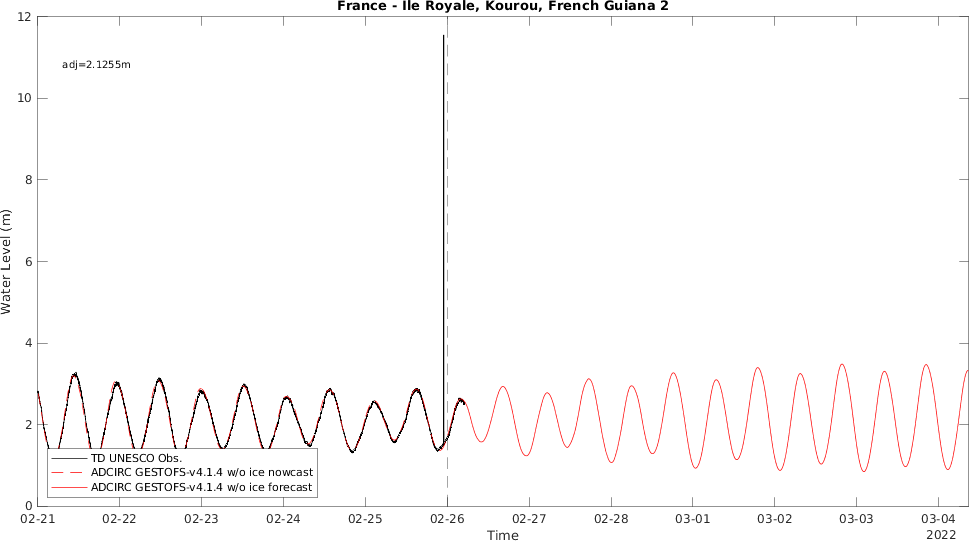 France - Ile Royale, Kourou, French Guiana 2
12
adj=2.1255m
10
8
6
4
2
0
Water Level (m)
TD UNESCO Obs.
ADCIRC GESTOFS-v4.1.4 w/o ice nowcast
ADCIRC GESTOFS-v4.1.4 w/o ice forecast
02-21 02-22 02-23 02-24 02-25 02-26 02-27 02-28 03-01 03-02 03-03 03-04
Time
2022